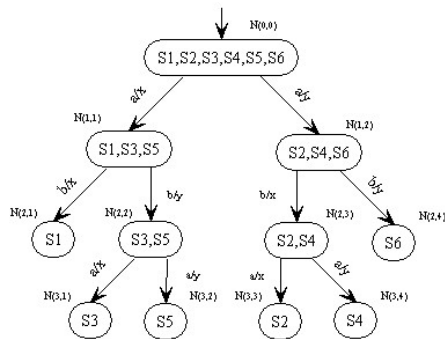 N(0,0)
S1,S2,S3,S4,S5,S6
a/x
a/y
N(1,1)
N(1,2)
S1,S3,S5
S2,S4,S6
b/x
b/y
b/x
b/y
N(2,1)
N(2,2)
N(2,3)
N(2,4)
S1
S3,S5
S2,S4
S6
a/x
a/y
a/x
a/y
N(3,1)
N(3,2)
N(3,3)
N(3,4)
S3
S5
S2
S4